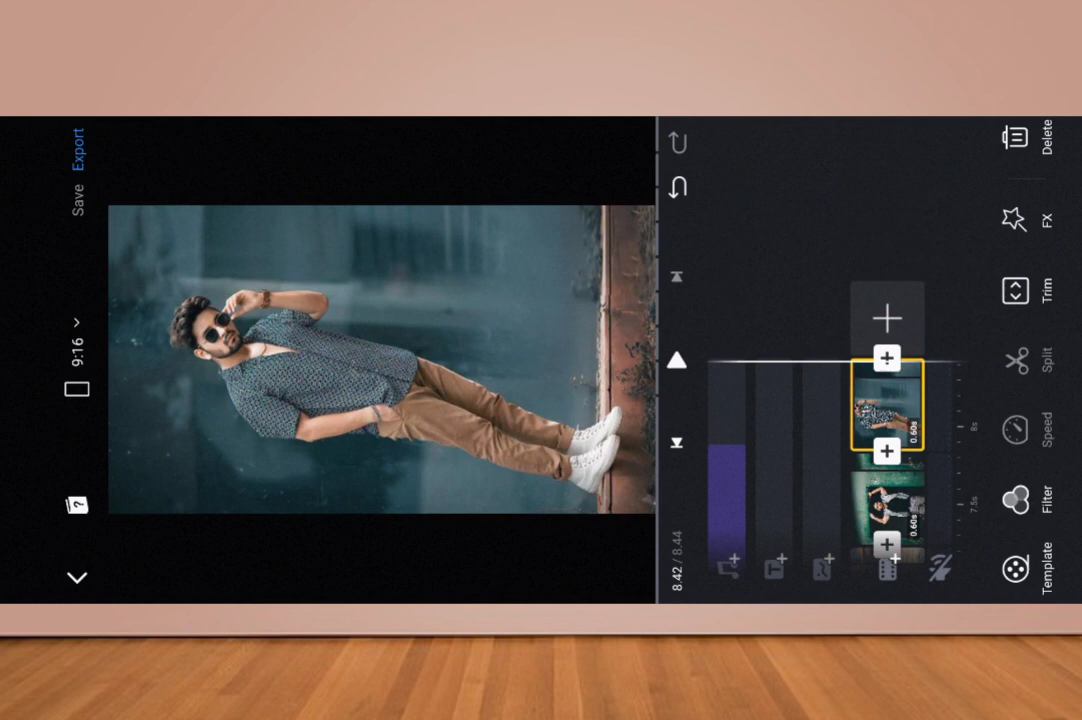 9:16
Save
Export
8.42 / 8.44
T
0.60s
0.60s
7.5s
8s
Template
Filter
Speed
Split
Trim
FX
Delete